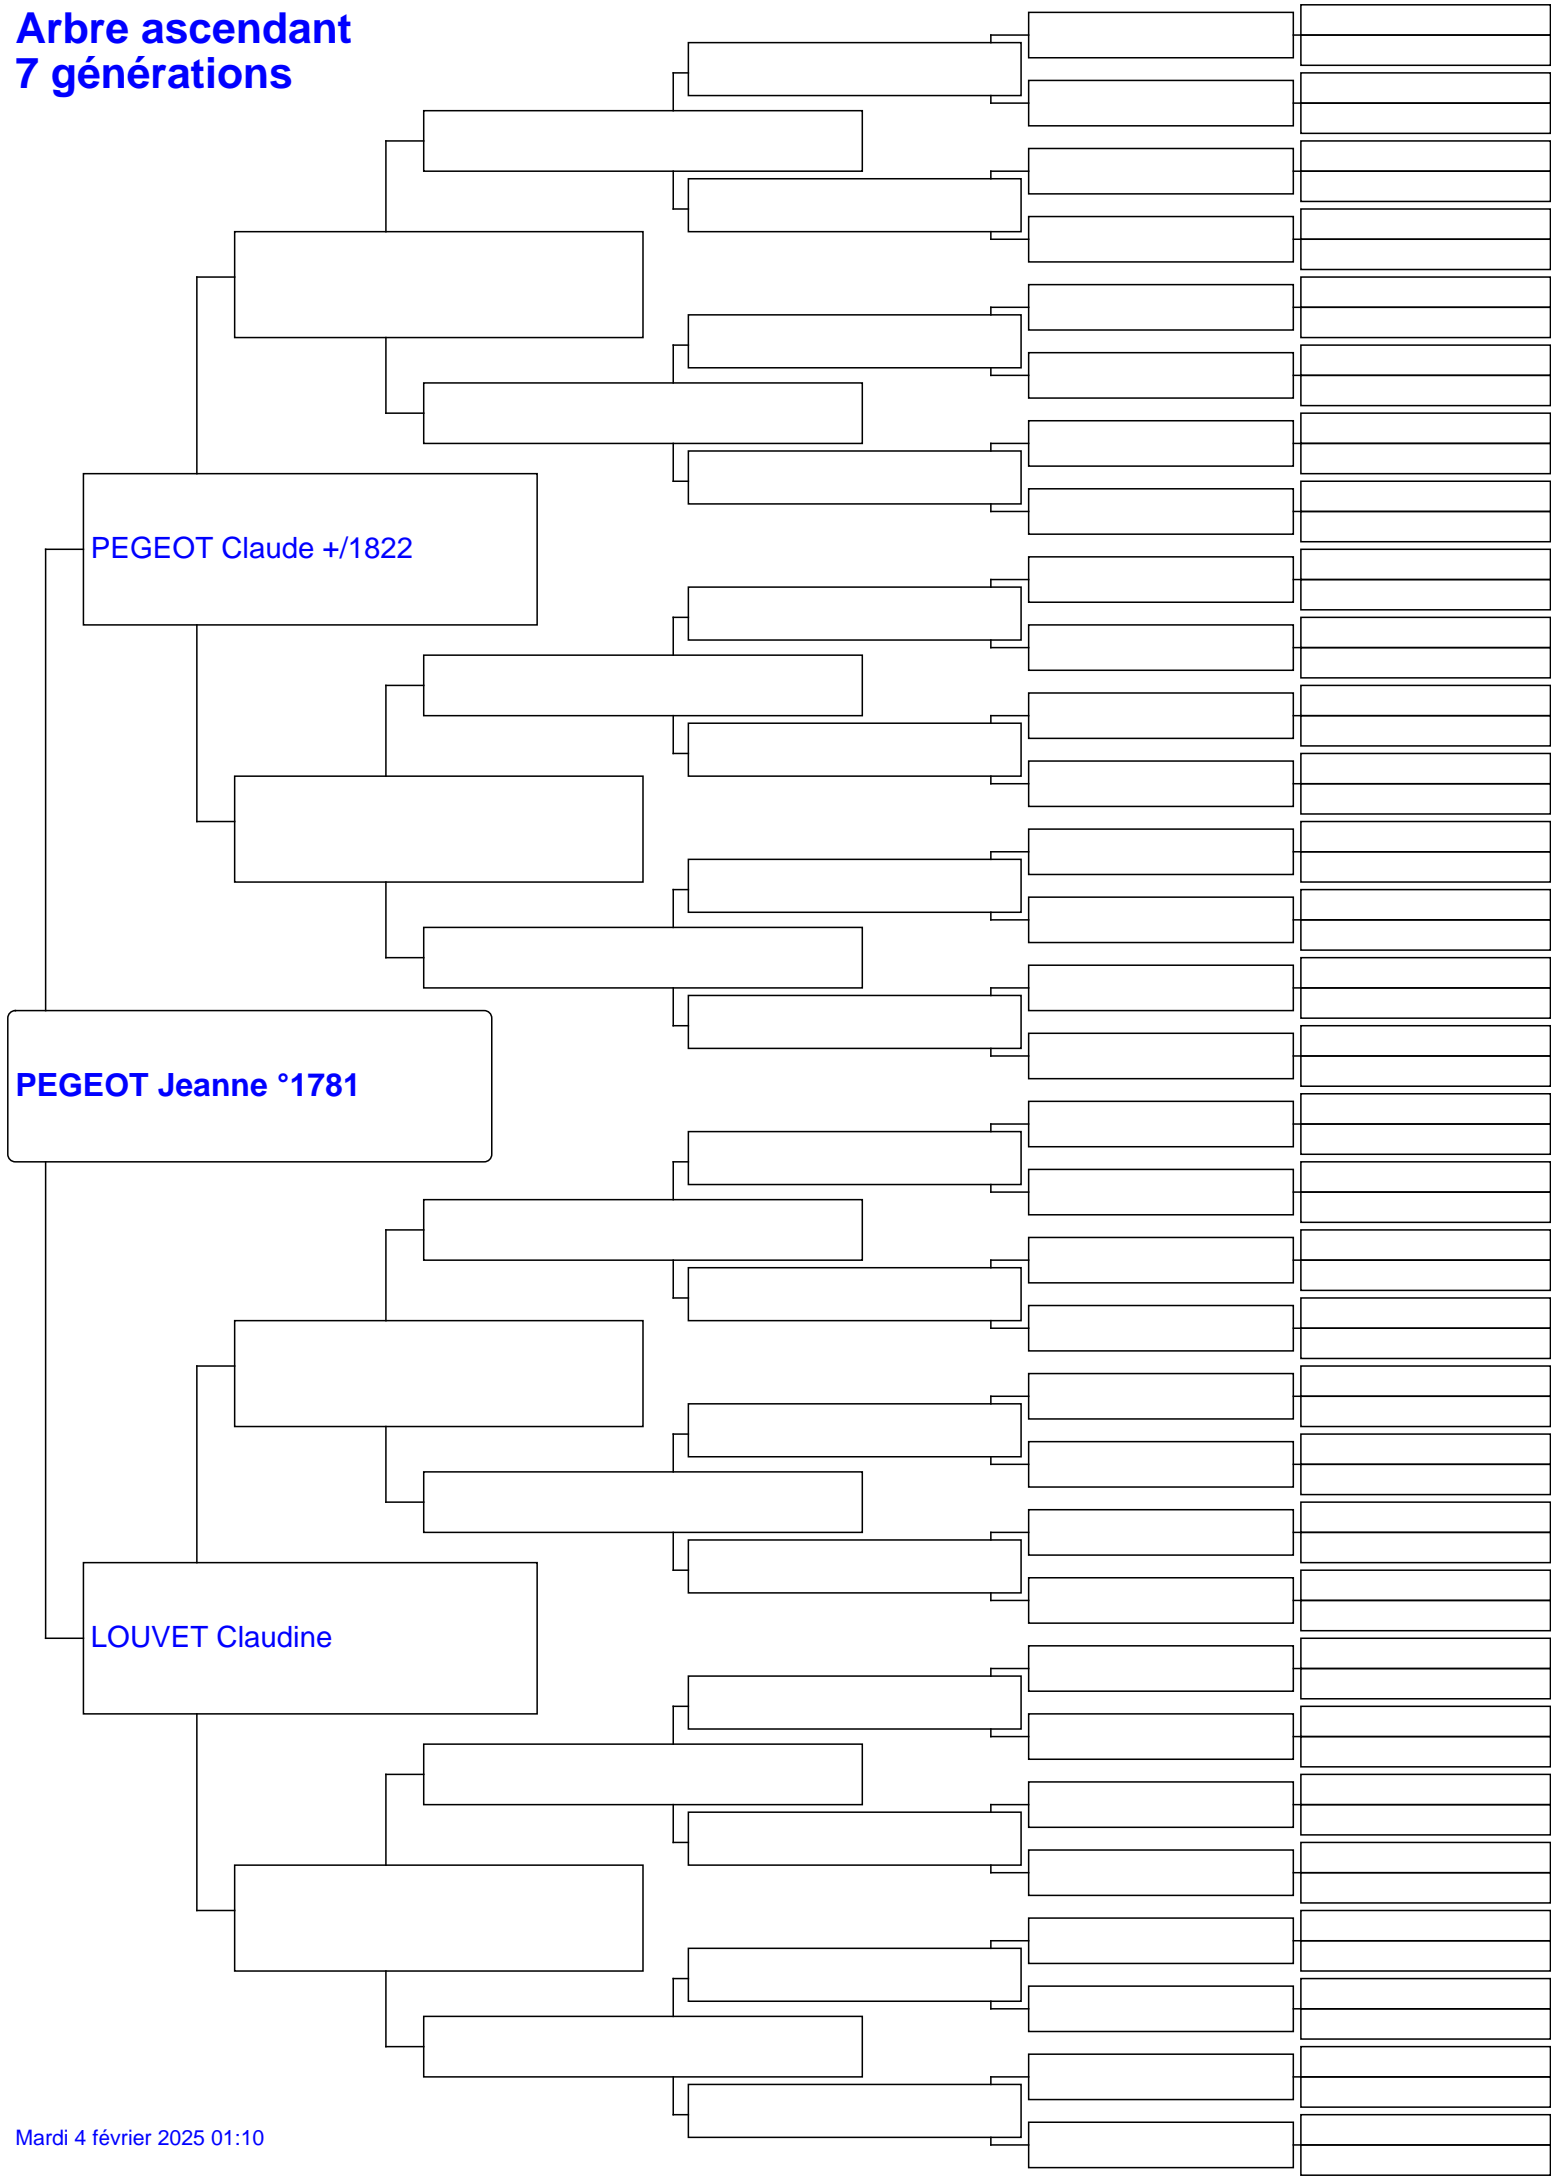 Arbre ascendant
7 générations
PEGEOT Claude +/1822
PEGEOT Jeanne °1781
LOUVET Claudine
Mardi 4 février 2025 01:10